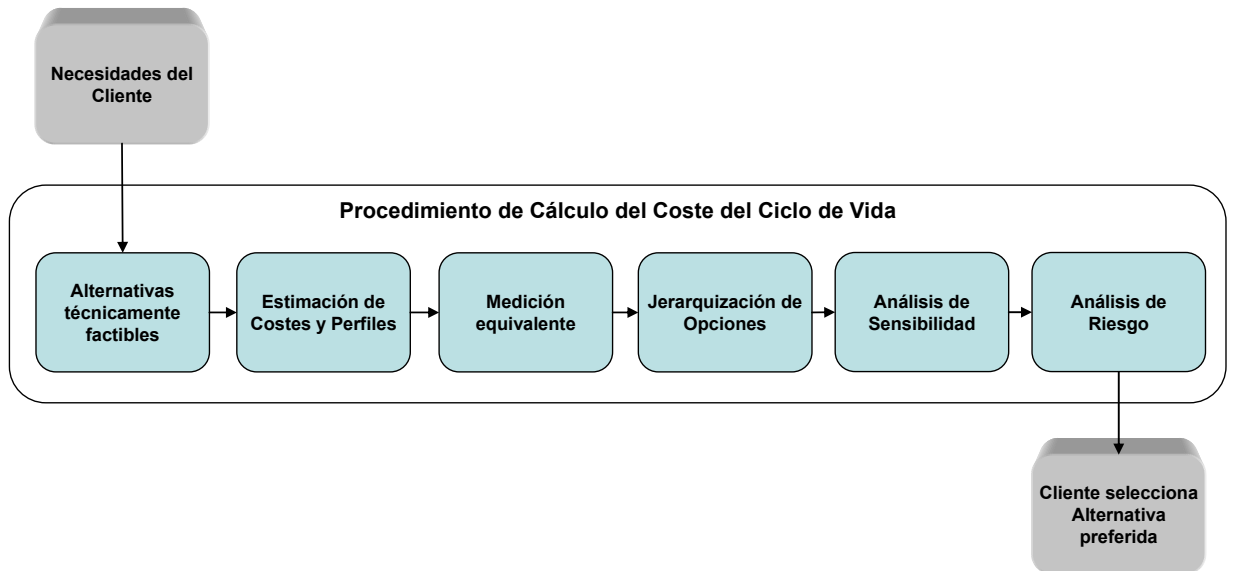 Necesidades del
Cliente
Procedimiento de Cálculo del Coste del Ciclo de Vida
Alternativas
técnicamente
factibles
Estimación de
Costes y Perfiles
Medición
equivalente
Jerarquización de
Opciones
Análisis de
Sensibilidad
Análisis de
Riesgo
Cliente selecciona
Alternativa
preferida